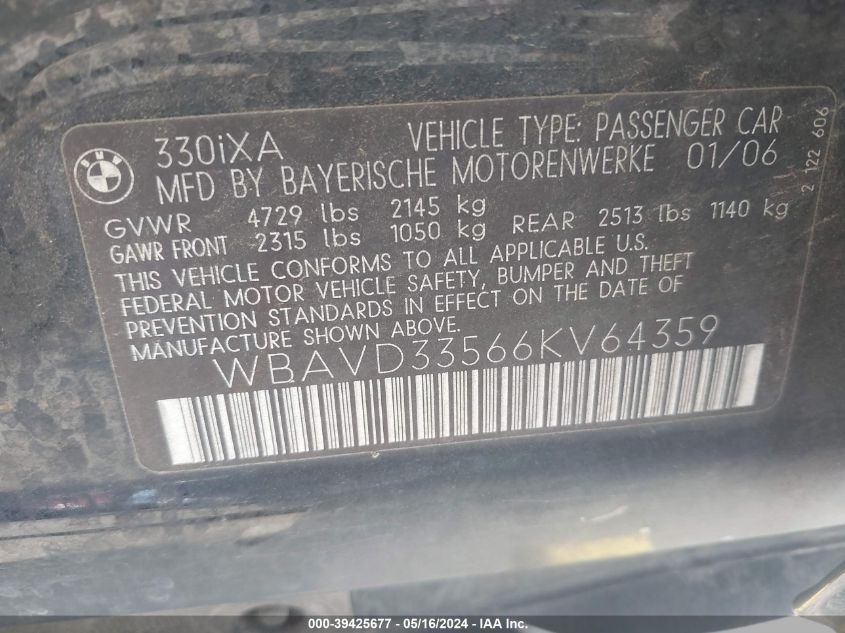 BMW
330iXA VEHICLE TYPE: PASSENGER CAR
MFD BY BAYERISCHE MOTORENWERKE 01/06
GVWR 4729 lbs 2145 kg
GAWR FRONT 2315 lbs 1050 kg REAR 2513 lbs 1140 kg
THIS VEHICLE CONFORMS TO ALL APPLICABLE U.S.
FEDERAL MOTOR VEHICLE SAFETY, BUMPER AND THEFT
PREVENTION STANDARDS IN EFFECT ON THE DATE OF
MANUFACTURE SHOWN ABOVE.
WBAVD33566KV64359
2 122 606
000-39425677 - 05/16/2024 - IAA Inc.